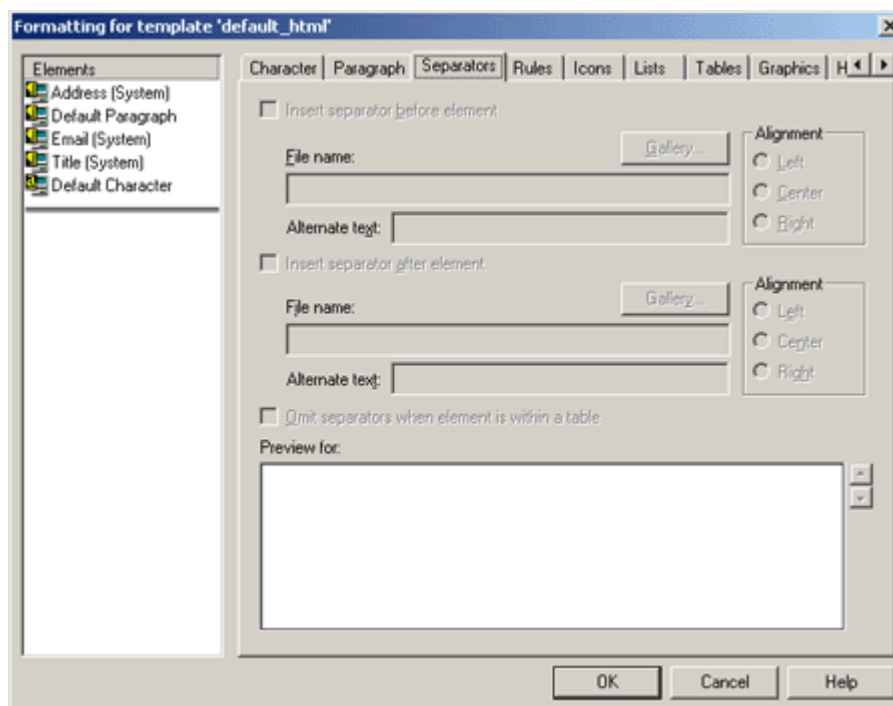 Formatting for template 'default_html'
Elements
Address (System)
Default Paragraph
Email (System)
Title (System)
Default Character
Character Paragraph Separators Rules Icons Lists Tables Graphics H
Insert separator before element
File name: Gallery...
Alternate text:
Alignment
Left
Center
Right
Insert separator after element
File name: Gallery...
Alternate text:
Alignment
Left
Center
Right
Omit separators when element is within a table
Preview for:
OK Cancel Help